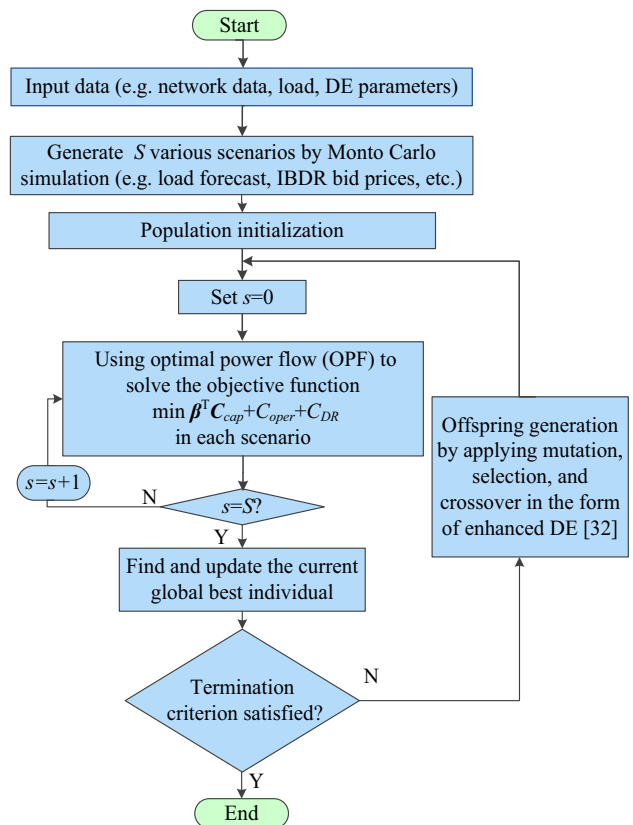 Start
Input data (e.g. network data, load, DE parameters)
Generate S various scenarios by Monto Carlo
simulation (e.g. load forecast, IBDR bid prices, etc.)
Population initialization
Set s=0
Using optimal power flow (OPF) to
solve the objective function
min β^T C_cap+C_oper+C_DR
in each scenario
s=s+1
N
s=S?
Y
Find and update the current
global best individual
Offspring generation
by applying mutation,
selection, and
crossover in the form
of enhanced DE [32]
Termination
criterion satisfied?
N
Y
End